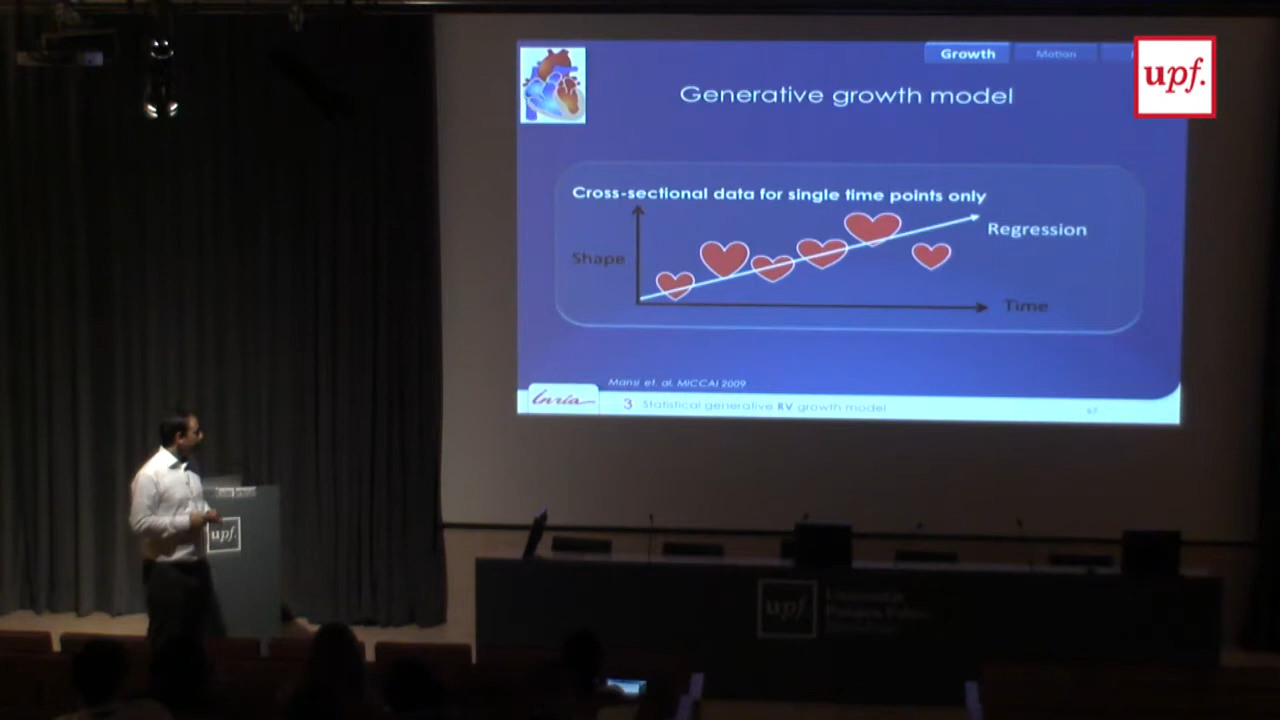 Growth
Motion
upf.
Generative growth model
Cross-sectional data for single time points only
Regression
Shape
Time
Mansi et. al. MICCAI 2009
Inria
3 Statistical generative RV growth model
upf.
upf.